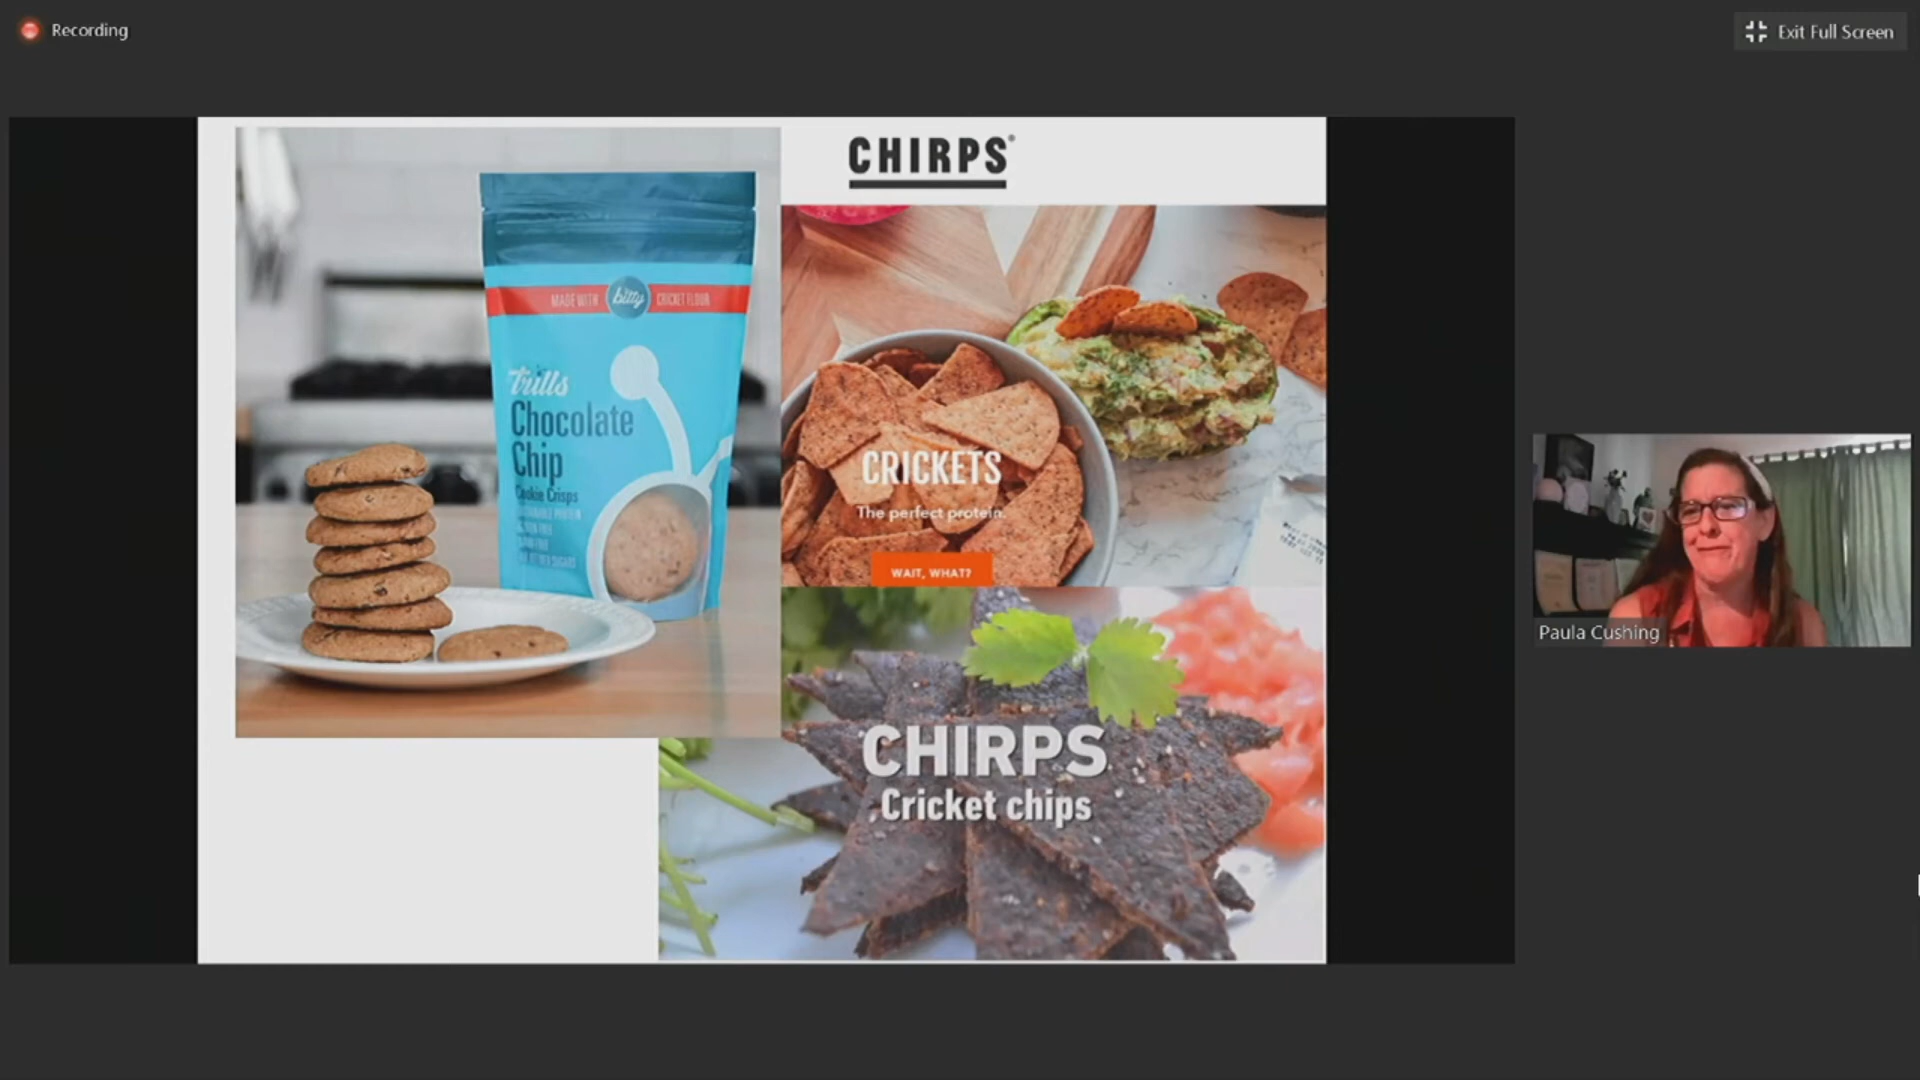 Recording
Exit Full Screen
CHIRPS®
MADE WITH bitty CRICKET FLOUR
Chocolate
Chip
Cookie Crisps
CRICKETS
The perfect protein.
WAIT, WHAT?
CHIRPS
Cricket chips
Paula Cushing